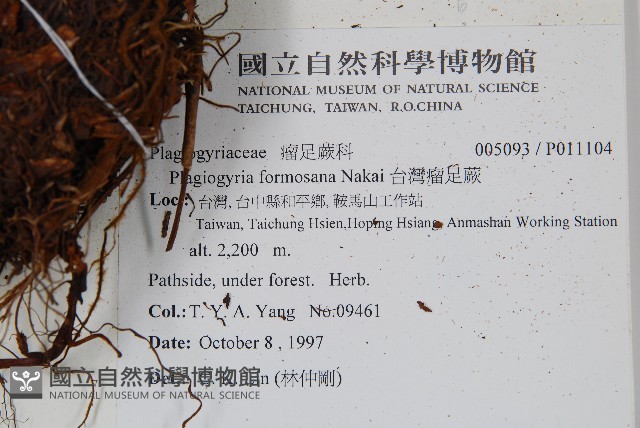 國立自然科學博物館
NATIONAL MUSEUM OF NATURAL SCIENCE
TAICHUNG, TAIWAN, R.O.CHINA
Plagiogyriaceae 瘤足蕨科 005093 / P011104
Plagiogyria formosana Nakai 台灣瘤足蕨
Loc.: 台灣, 台中縣和平鄉, 鞍馬山工作站
Taiwan, Taichung Hsien, Hoping Hsiang, Anmashan Working Station
alt. 2,200 m.
Pathside, under forest. Herb.
Col.: T. Y. A. Yang No.09461
Date: October 8 , 1997
(林仲剛)
國立自然科學博物館
NATIONAL MUSEUM OF NATURAL SCIENCE